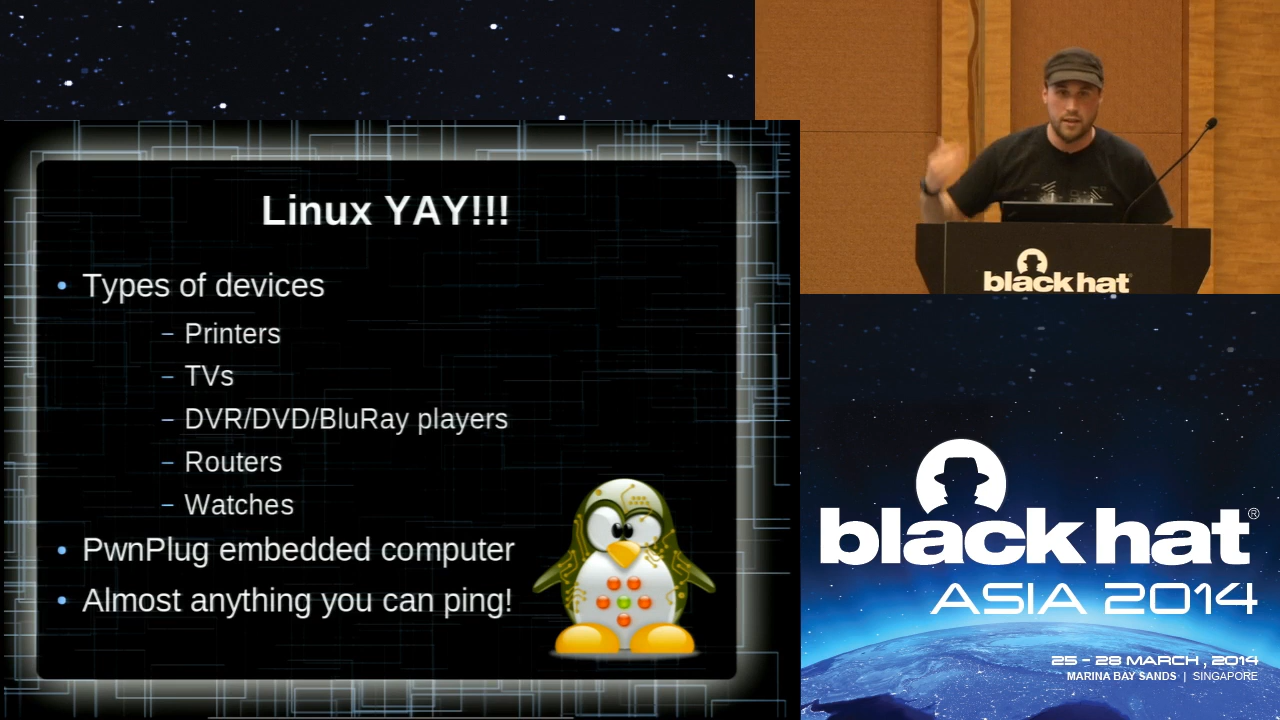 Linux YAY!!!
• Types of devices
– Printers
– TVs
– DVR/DVD/BluRay players
– Routers
– Watches
• PwnPlug embedded computer
• Almost anything you can ping!
black hat
black hat®
ASIA 2014
25 - 28 MARCH, 2014
MARINA BAY SANDS | SINGAPORE